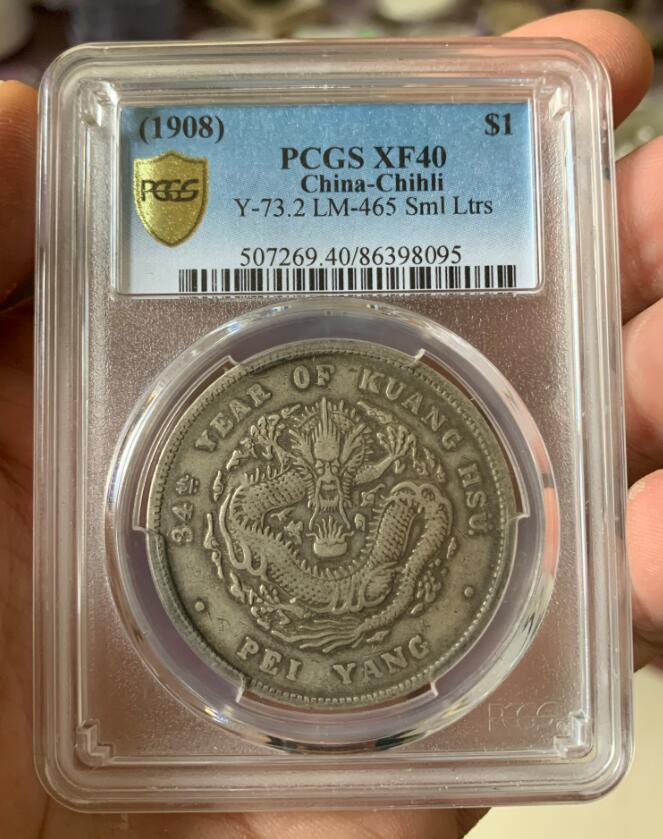 (1908) $1
PCGS XF40
China-Chihli
PCGS
Y-73.2 LM-465 Sml Ltrs
507269.40/86398095
34th YEAR OF KUANG HSU
PEI YANG
PCGS